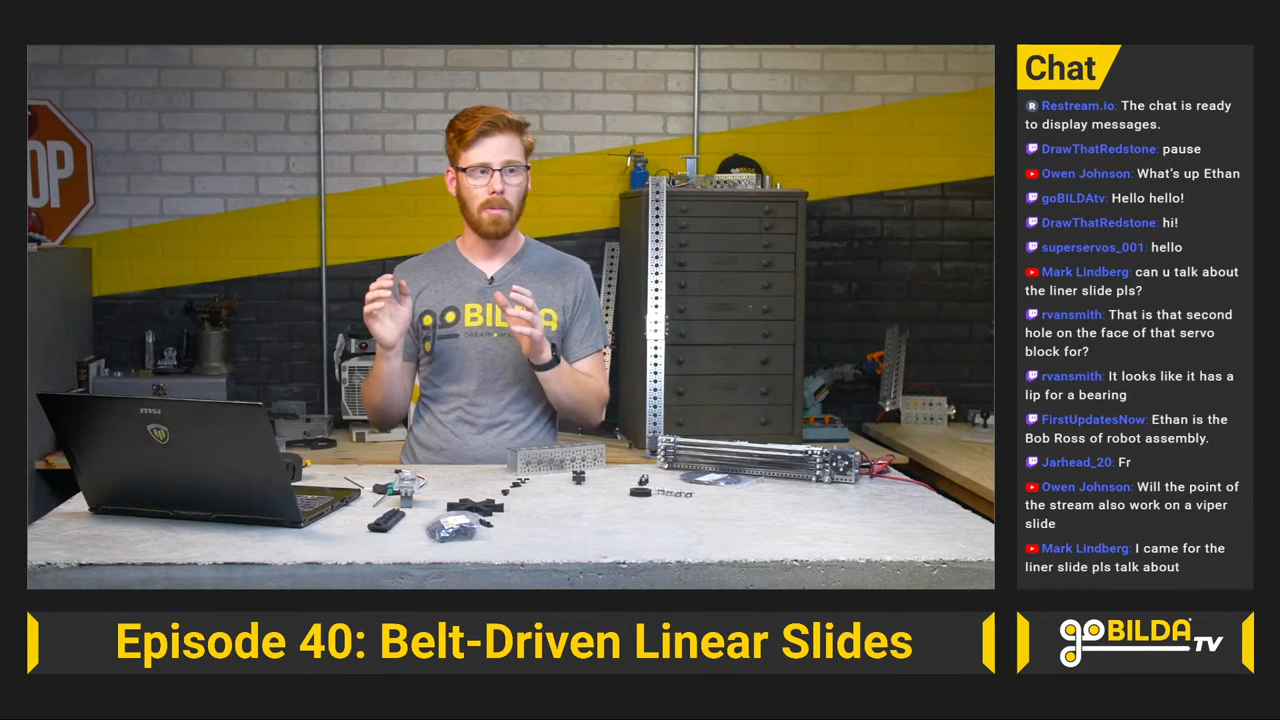 OP
goBILDA
goBILDA
msi
Chat
Restream.io: The chat is ready
to display messages.
DrawThatRedstone: pause
Owen Johnson: What's up Ethan
goBILDAtv: Hello hello!
DrawThatRedstone: hi!
superservos_001: hello
Mark Lindberg: can u talk about
the liner slide pls?
rvansmith: That is that second
hole on the face of that servo
block for?
rvansmith: It looks like it has a
lip for a bearing
FirstUpdatesNow: Ethan is the
Bob Ross of robot assembly.
Jarhead_20: Fr
Owen Johnson: Will the point of
the stream also work on a viper
slide
Mark Lindberg: I came for the
liner slide pls talk about
Episode 40: Belt-Driven Linear Slides
goBILDA TV